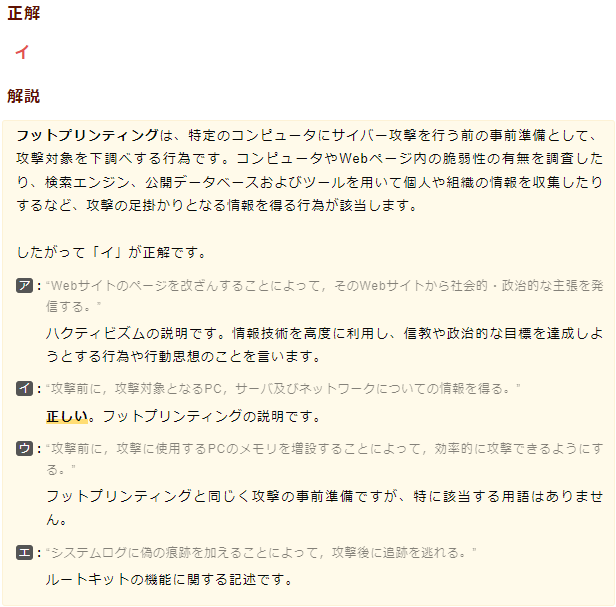 正解
イ
解説
フットプリンティングは、特定のコンピュータにサイバー攻撃を行う前の事前準備として、
攻撃対象を下調べする行為です。コンピュータやWebページ内の脆弱性の有無を調査した
り、検索エンジン、公開データベースおよびツールを用いて個人や組織の情報を収集したり
するなど、攻撃の足掛かりとなる情報を得る行為が該当します。
したがって「イ」が正解です。
ア：“Webサイトのページを改ざんすることによって，そのWebサイトから社会的・政治的な主張を発
信する。”
ハクティビズムの説明です。情報技術を高度に利用し、信教や政治的な目標を達成しよ
うとする行為や行動思想のことを言います。
イ：“攻撃前に，攻撃対象となるPC，サーバ及びネットワークについての情報を得る。”
正しい。フットプリンティングの説明です。
ウ：“攻撃前に，攻撃に使用するPCのメモリを増設することによって，効率的に攻撃できるようにす
る。”
フットプリンティングと同じく攻撃の事前準備ですが、特に該当する用語はありませ
ん。
エ：“システムログに偽の痕跡を加えることによって，攻撃後に追跡を逃れる。”
ルートキットの機能に関する記述です。